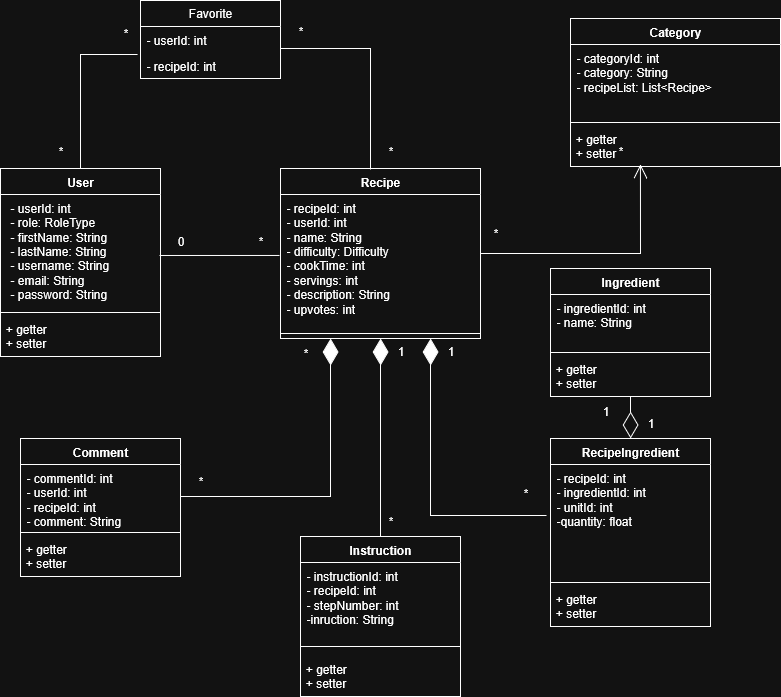 Favorite
- userId: int
- recipeId: int
*
*
*
*
Category
- categoryId: int
- category: String
- recipeList: List<Recipe>
+ getter
+ setter
*
User
- userId: int
- role: RoleType
- firstName: String
- lastName: String
- username: String
- email: String
- password: String
+ getter
+ setter
0
*
Recipe
- recipeId: int
- userId: int
- name: String
- difficulty: Difficulty
- cookTime: int
- servings: int
- description: String
- upvotes: int
*
Ingredient
- ingredientId: int
- name: String
+ getter
+ setter
*
1
1
1
1
Comment
- commentId: int
- userId: int
- recipeId: int
- comment: String
+ getter
+ setter
*
*
*
Instruction
- instructionId: int
- recipeId: int
- stepNumber: int
-inruction: String
+ getter
+ setter
RecipeIngredient
- recipeId: int
- ingredientId: int
- unitId: int
-quantity: float
+ getter
+ setter